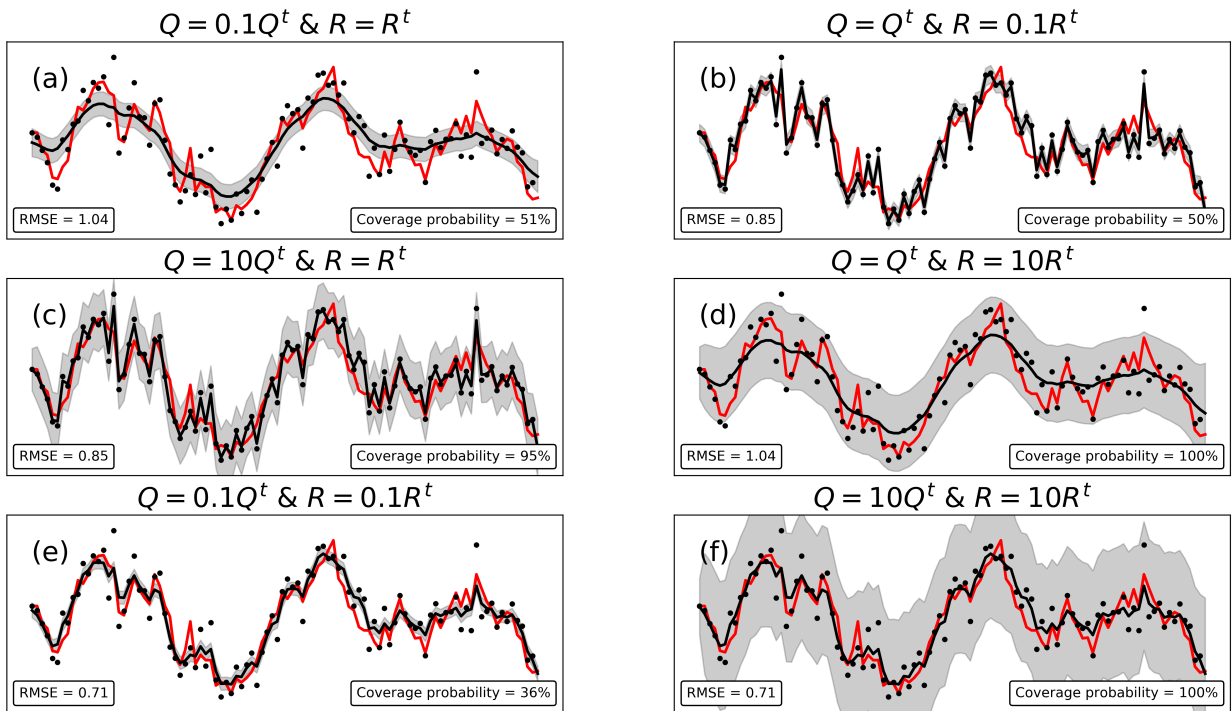 Q = 0.1Q^t & R = R^t
(a)
RMSE = 1.04
Coverage probability = 51%
Q = Q^t & R = 0.1R^t
(b)
RMSE = 0.85
Coverage probability = 50%
Q = 10Q^t & R = R^t
(c)
RMSE = 0.85
Coverage probability = 95%
Q = Q^t & R = 10R^t
(d)
RMSE = 1.04
Coverage probability = 100%
Q = 0.1Q^t & R = 0.1R^t
(e)
RMSE = 0.71
Coverage probability = 36%
Q = 10Q^t & R = 10R^t
(f)
RMSE = 0.71
Coverage probability = 100%